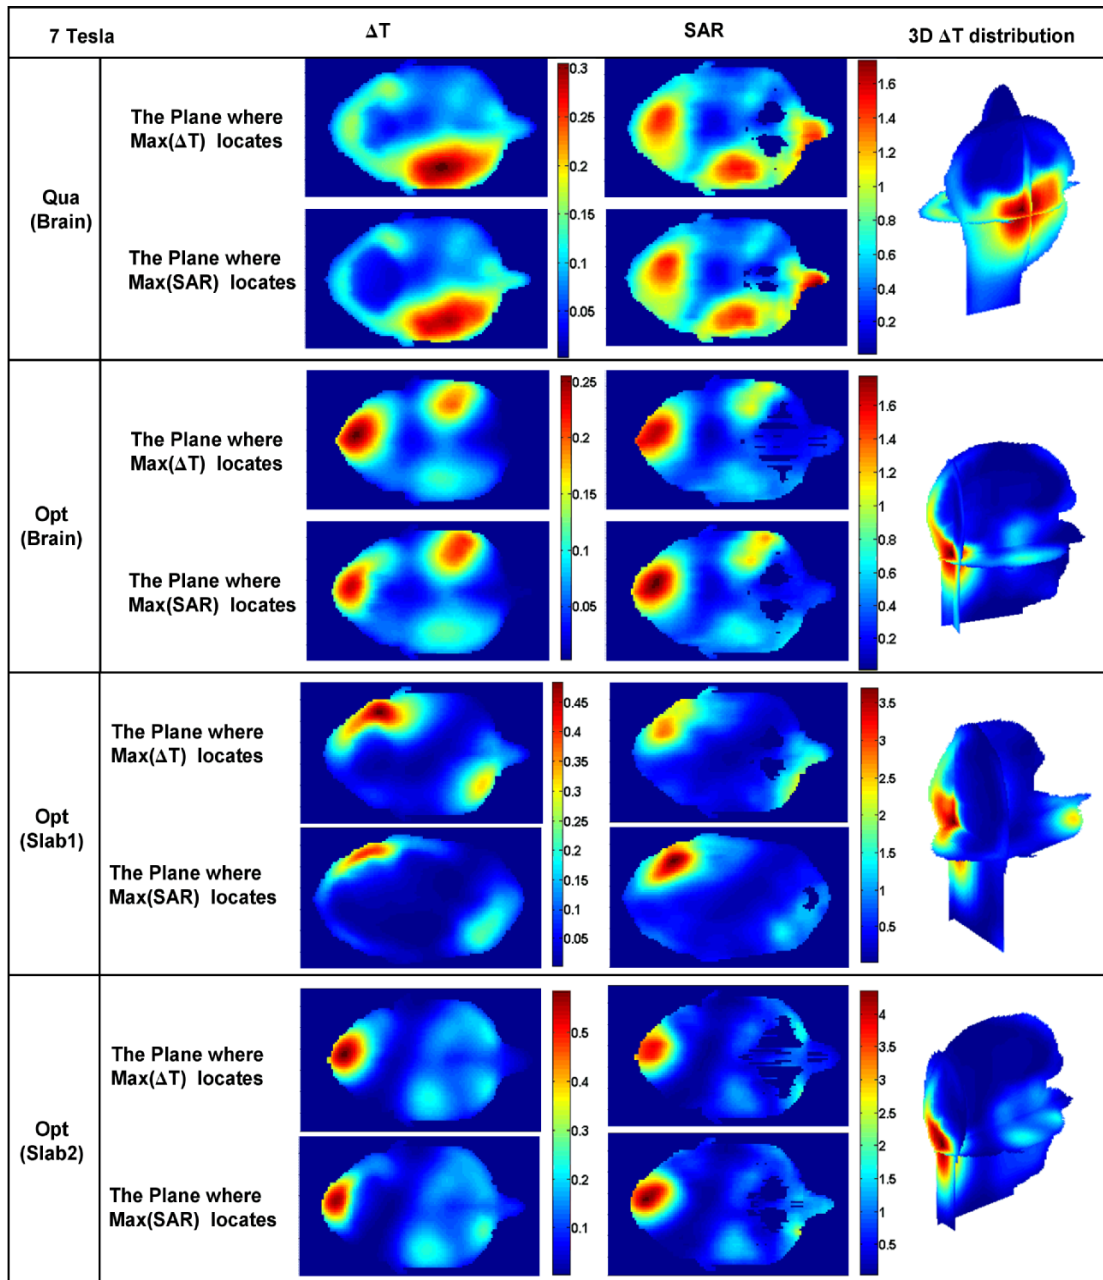 7 Tesla
ΔT
SAR
3D ΔT distribution
Qua
(Brain)
The Plane where
Max(ΔT) locates
The Plane where
Max(SAR) locates
0.3
0.25
0.2
0.15
0.1
0.05
1.6
1.4
1.2
1
0.8
0.6
0.4
0.2
Opt
(Brain)
The Plane where
Max(ΔT) locates
The Plane where
Max(SAR) locates
0.25
0.2
0.15
0.1
0.05
1.6
1.4
1.2
1
0.8
0.6
0.4
0.2
Opt
(Slab1)
The Plane where
Max(ΔT) locates
The Plane where
Max(SAR) locates
0.45
0.4
0.35
0.3
0.25
0.2
0.15
0.1
0.05
3.5
3
2.5
2
1.5
1
0.5
Opt
(Slab2)
The Plane where
Max(ΔT) locates
The Plane where
Max(SAR) locates
0.5
0.4
0.3
0.2
0.1
4
3.5
3
2.5
2
1.5
1
0.5